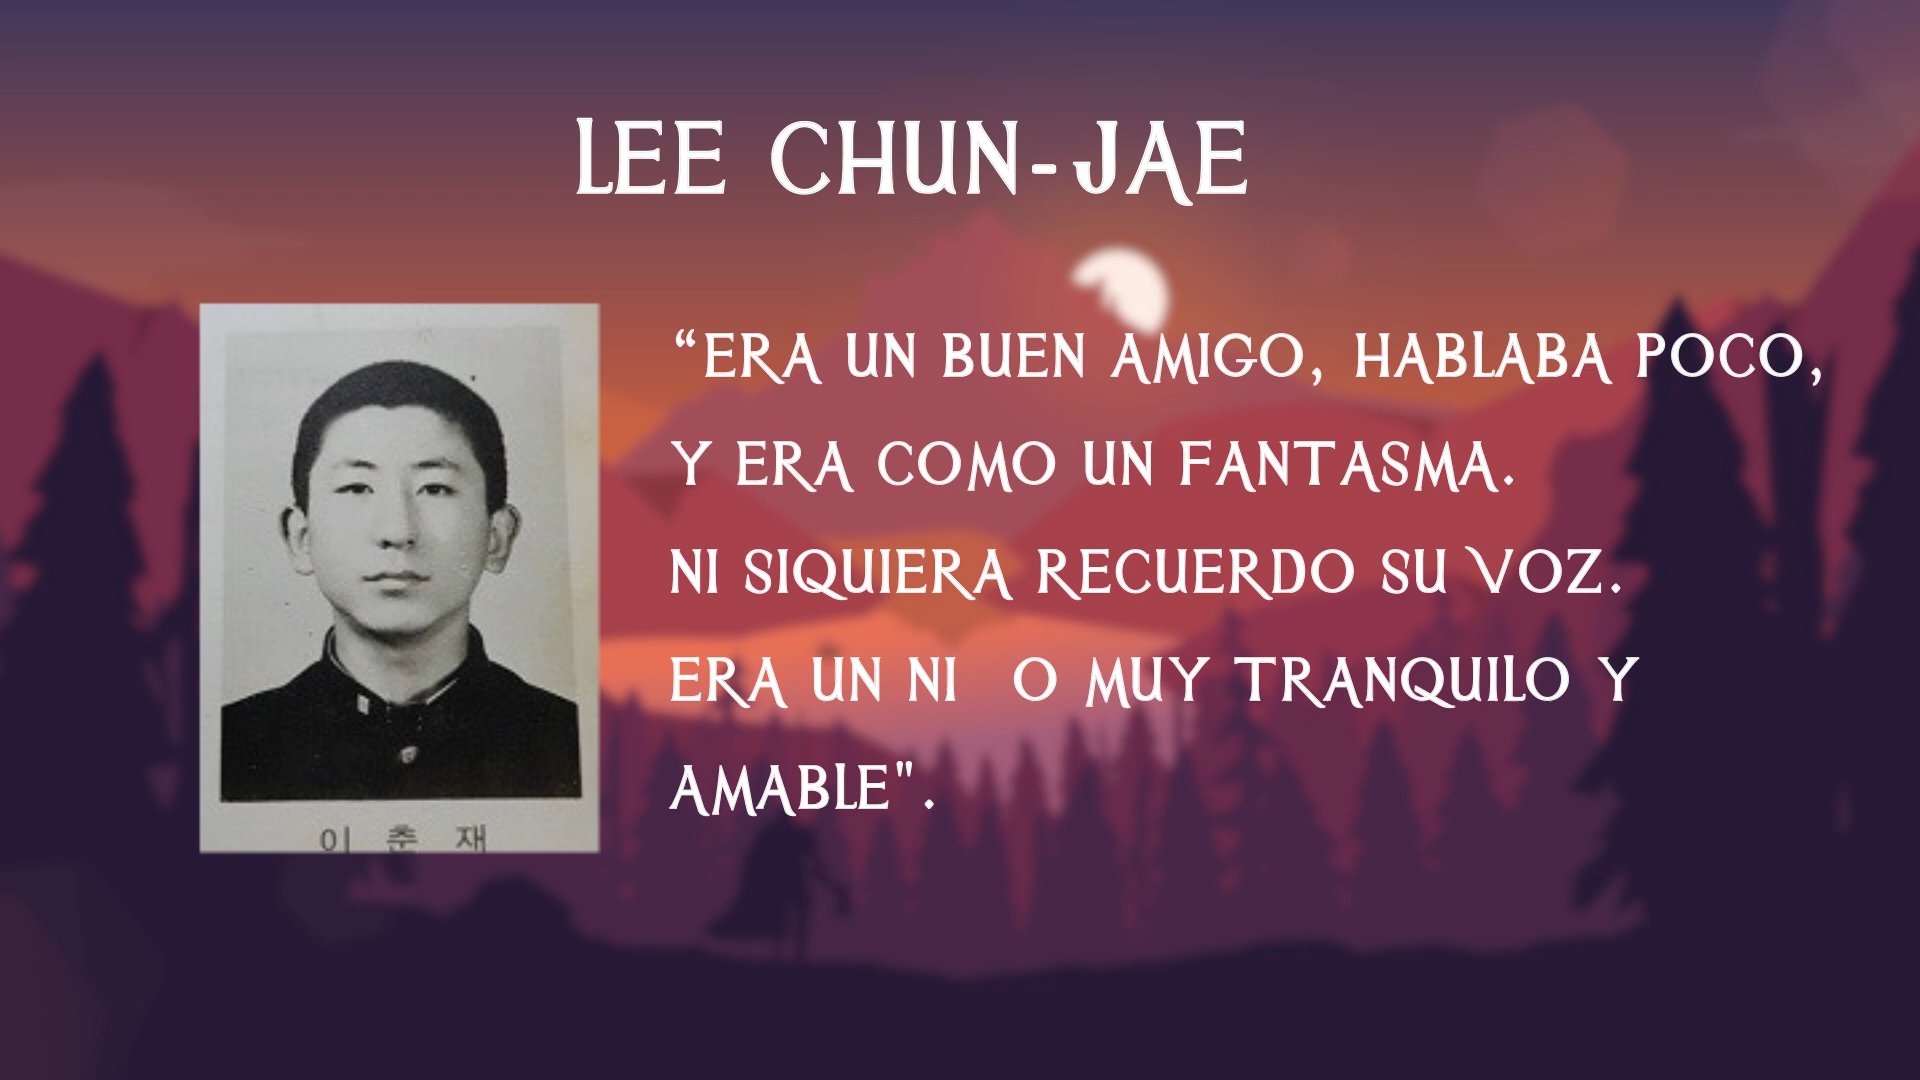 LEE CHUN-JAE
“ERA UN BUEN AMIGO, HABLABA POCO,
Y ERA COMO UN FANTASMA.
NI SIQUIERA RECUERDO SU VOZ.
ERA UN NI  O MUY TRANQUILO Y
AMABLE".
이 춘 재